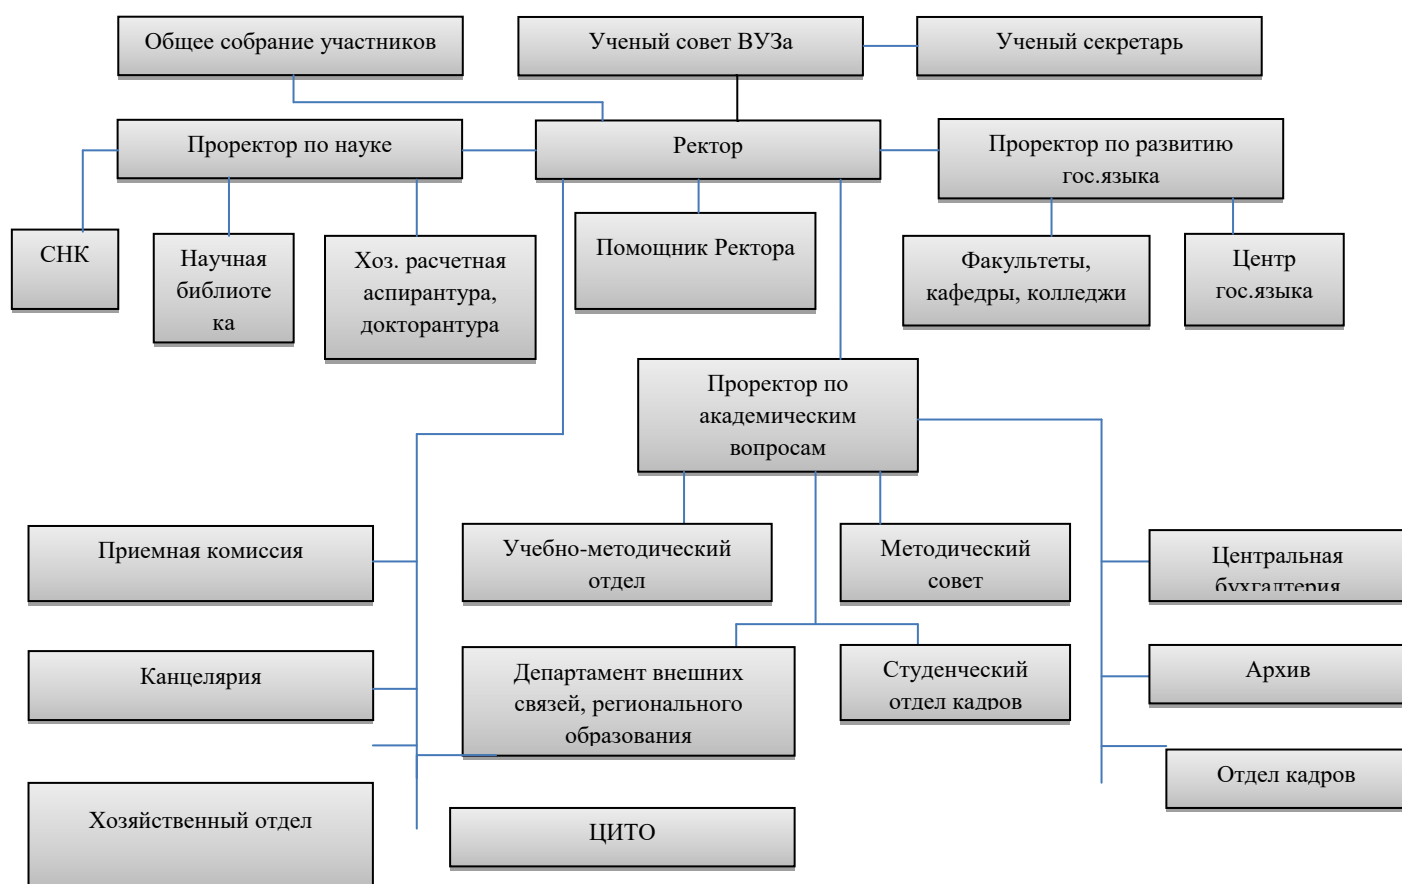 Общее собрание участников
Ученый совет ВУЗа
Ученый секретарь
Проректор по науке
Ректор
Проректор по развитию
гос.языка
СНК
Научная
библиоте
ка
Хоз. расчетная
аспирантура,
докторантура
Помощник Ректора
Факультеты,
кафедры, колледжи
Центр
гос.языка
Проректор по
академическим
вопросам
Приемная комиссия
Учебно-методический
отдел
Методический
совет
Центральная
бухгалтерия
Канцелярия
Департамент внешних
связей, регионального
образования
Студенческий
отдел кадров
Архив
Отдел кадров
Хозяйственный отдел
ЦИТО